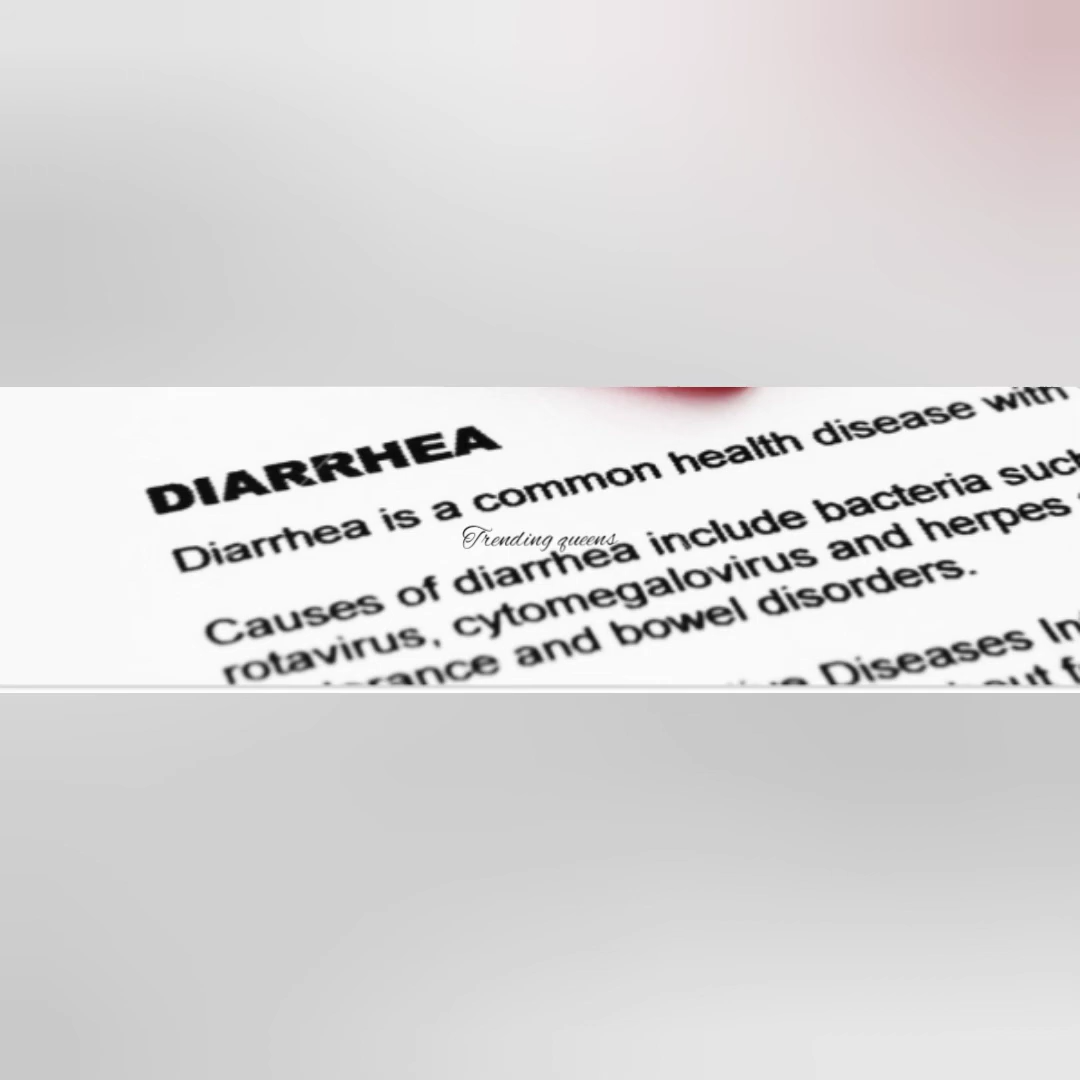 DIARRHEA
Diarrhea is a common health disease with
Trending queens
Causes of diarrhea include bacteria such
rotavirus, cytomegalovirus and herpes
and bowel disorders.
Diseases